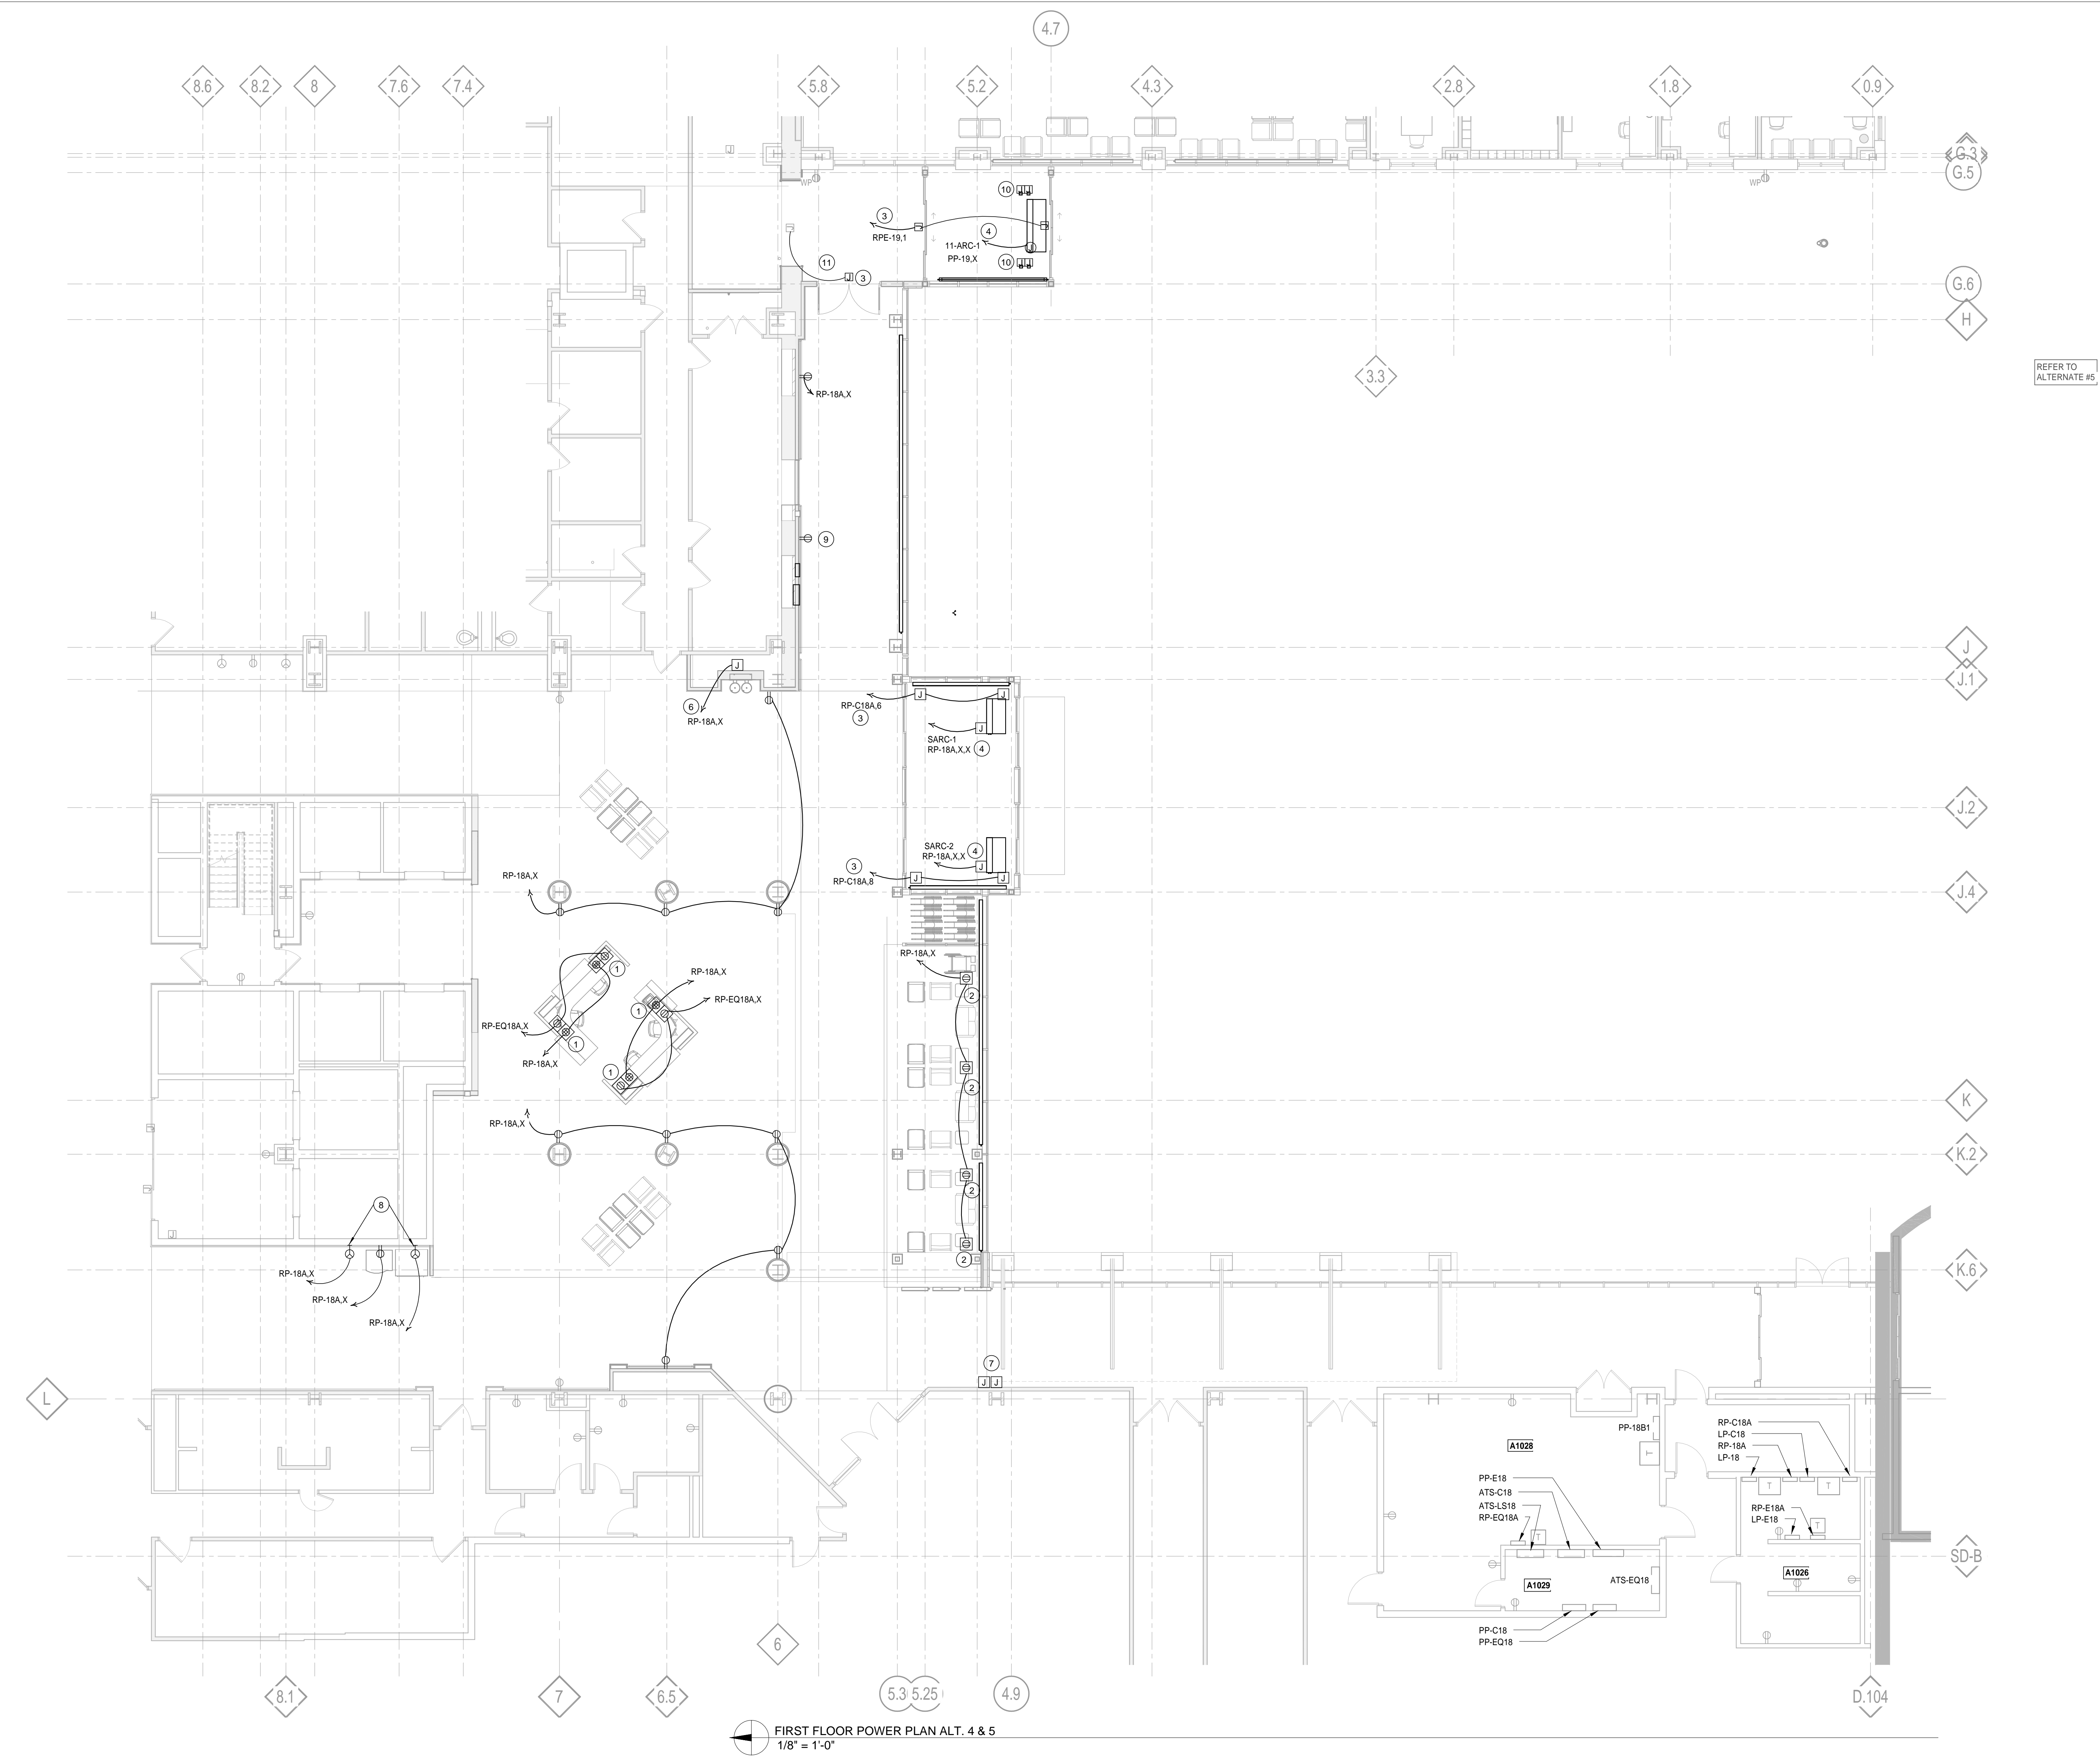 4.7
8.6
8.2
8
7.6
7.4
5.8
5.2
4.3
2.8
1.8
0.9
G.3
G.5
J
WP
WP
10
3
RPE-19,1
4
11-ARC-1
PP-19,X
J
10
11
J
3
G.6
H
3.3
REFER TO
ALTERNATE #5
RP-18A,X
9
J
J.1
J
6
RP-18A,X
J
J
RP-C18A,6
3
J
SARC-1
RP-18A,X,X
4
J.2
SARC-2
RP-18A,X,X
4
J
3
RP-C18A,8
J
J
J.4
RP-18A,X
RP-18A,X
1
RP-18A,X
RP-EQ18A,X
1
2
RP-EQ18A,X
1
RP-18A,X
1
2
K
RP-18A,X
K.2
2
8
J
2
RP-18A,X
RP-18A,X
RP-18A,X
K.6
7
J J
L
PP-18B1
T
A1028
RP-C18A
LP-C18
RP-18A
LP-18
T
T
PP-E18
ATS-C18
ATS-LS18
RP-EQ18A
T
RP-E18A
LP-E18
T
SD-B
A1029
ATS-EQ18
A1026
PP-C18
PP-EQ18
6
8.1
7
6.5
5.3
5.25
4.9
D.104
FIRST FLOOR POWER PLAN ALT. 4 & 5
1/8" = 1'-0"